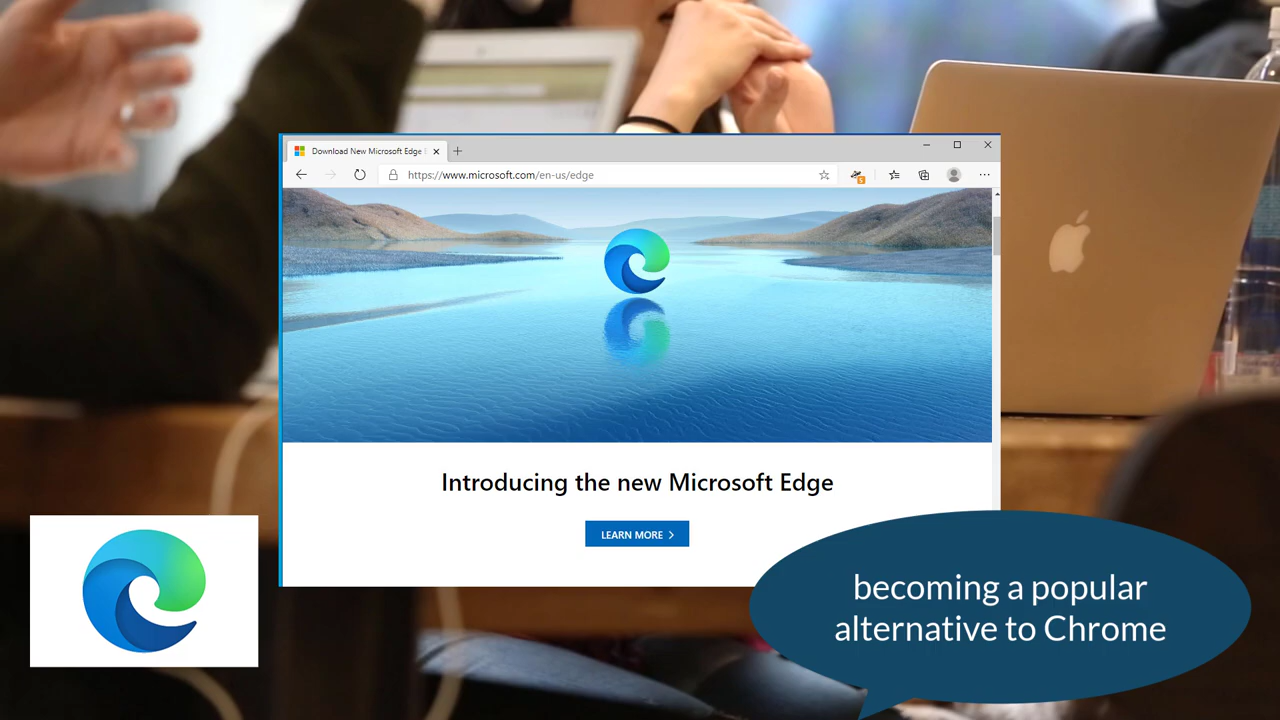 Download New Microsoft Edge
https://www.microsoft.com/en-us/edge
Introducing the new Microsoft Edge
LEARN MORE
becoming a popular
alternative to Chrome